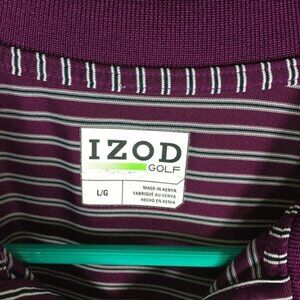 IZOD
GOLF
L/G
MADE IN KENYA
FABRIQUÉ AU KENYA
HECHO EN KENIA